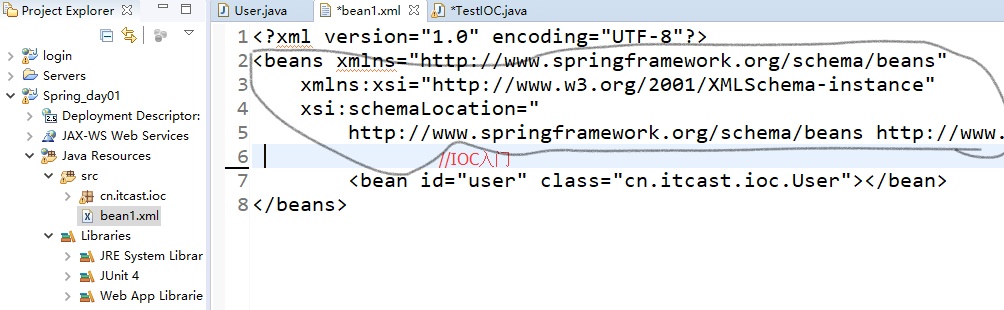 Project Explorer
login
Servers
Spring_day01
Deployment Descriptor:
JAX-WS Web Services
Java Resources
src
cn.itcast.ioc
bean1.xml
Libraries
JRE System Librar
JUnit 4
Web App Librarie
User.java
*bean1.xml
*TestIOC.java
1 <?xml version="1.0" encoding="UTF-8"?>
2 <beans xmlns="http://www.springframework.org/schema/beans"
3 xmlns:xsi="http://www.w3.org/2001/XMLSchema-instance"
4 xsi:schemaLocation="
5 http://www.springframework.org/schema/beans http://www.
6 //IOC入门
7 <bean id="user" class="cn.itcast.ioc.User"></bean>
8 </beans>